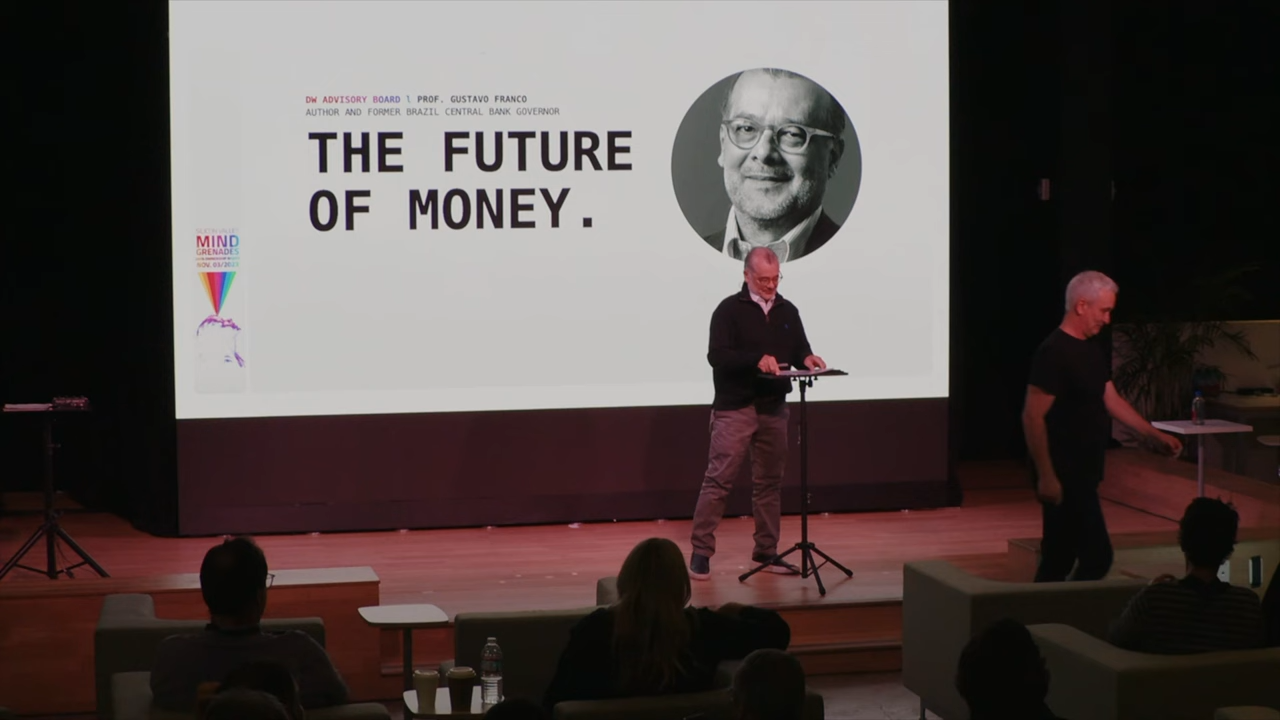 DW ADVISORY BOARD \ PROF. GUSTAVO FRANCO
AUTHOR AND FORMER BRAZIL CENTRAL BANK GOVERNOR
THE FUTURE
OF MONEY.
MIND
GRENADES